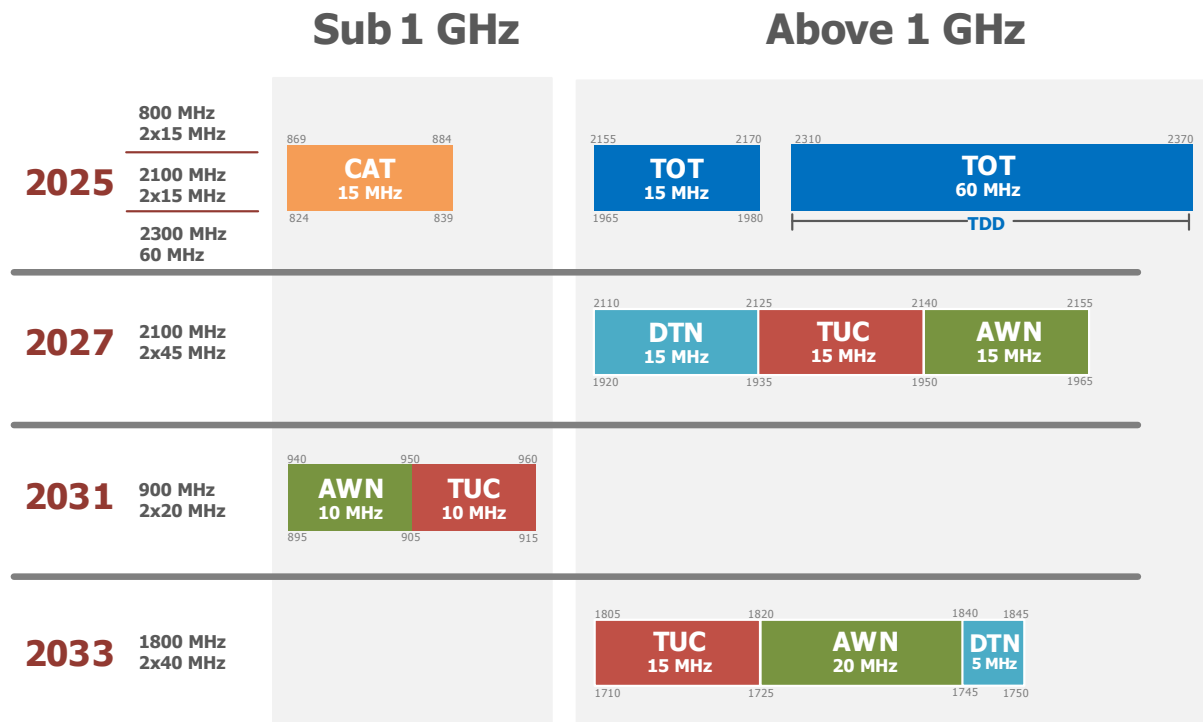 Sub 1 GHz
Above 1 GHz
2025
800 MHz
2x15 MHz
2100 MHz
2x15 MHz
2300 MHz
60 MHz
869 884
CAT
15 MHz
824 839
2155 2170
TOT
15 MHz
1965 1980
2310 2370
TOT
60 MHz
TDD
2027
2100 MHz
2x45 MHz
2110 2125 2140 2155
DTN TUC AWN
15 MHz 15 MHz 15 MHz
1920 1935 1950 1965
2031
900 MHz
2x20 MHz
940 950 960
AWN TUC
10 MHz 10 MHz
895 905 915
2033
1800 MHz
2x40 MHz
1805 1820 1840 1845
TUC AWN DTN
15 MHz 20 MHz 5 MHz
1710 1725 1745 1750